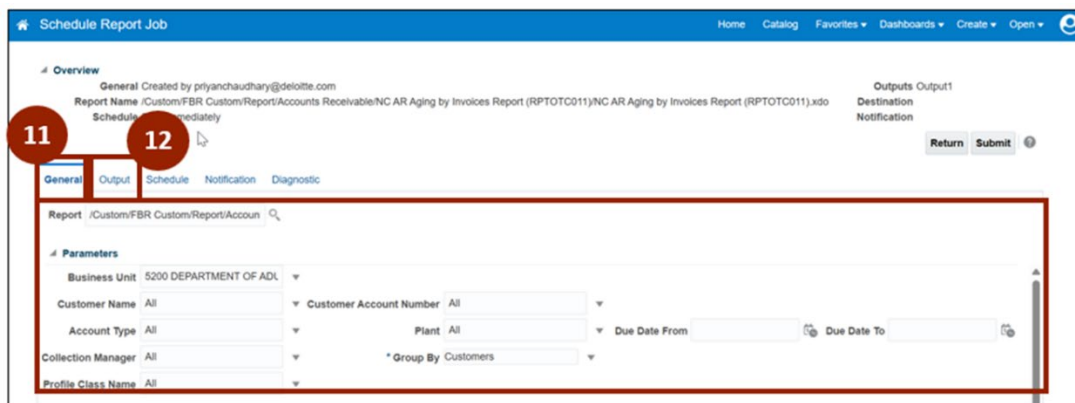 Schedule Report Job Home Catalog Favorites Dashboards Create Open
Overview
General Created by priyanchaudhary@deloitte.com Outputs Output1
Report Name /Custom/FBR Custom/Report/Accounts Receivable/NC AR Aging by Invoices Report (RPTOTC011)/NC AR Aging by Invoices Report (RPTOTC011).xdo Destination
Schedule mediately Notification
11 12
Return Submit
General Output Schedule Notification Diagnostic
Report /Custom/FBR Custom/Report/Accoun
Parameters
Business Unit 5200 DEPARTMENT OF ADU
Customer Name All Customer Account Number All
Account Type All Plant All Due Date From Due Date To
Collection Manager All * Group By Customers
Profile Class Name All